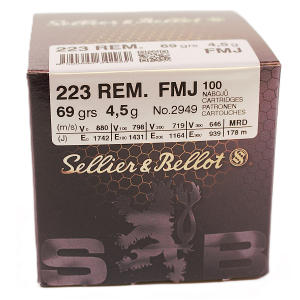 223 REM. 69 grs 4,5 g
FMJ
223 REM. FMJ 100
NÁBOJŮ
CARTRIDGES
PATRONEN
CARTOUCHES
69 grs 4,5g No.2949
(m/s) V0 880 V100 798 V200 719 V300 646 MRD
(J) E0 1742 E100 1431 E200 1164 E300 939 178 m
Sellier & Bellot S
S B